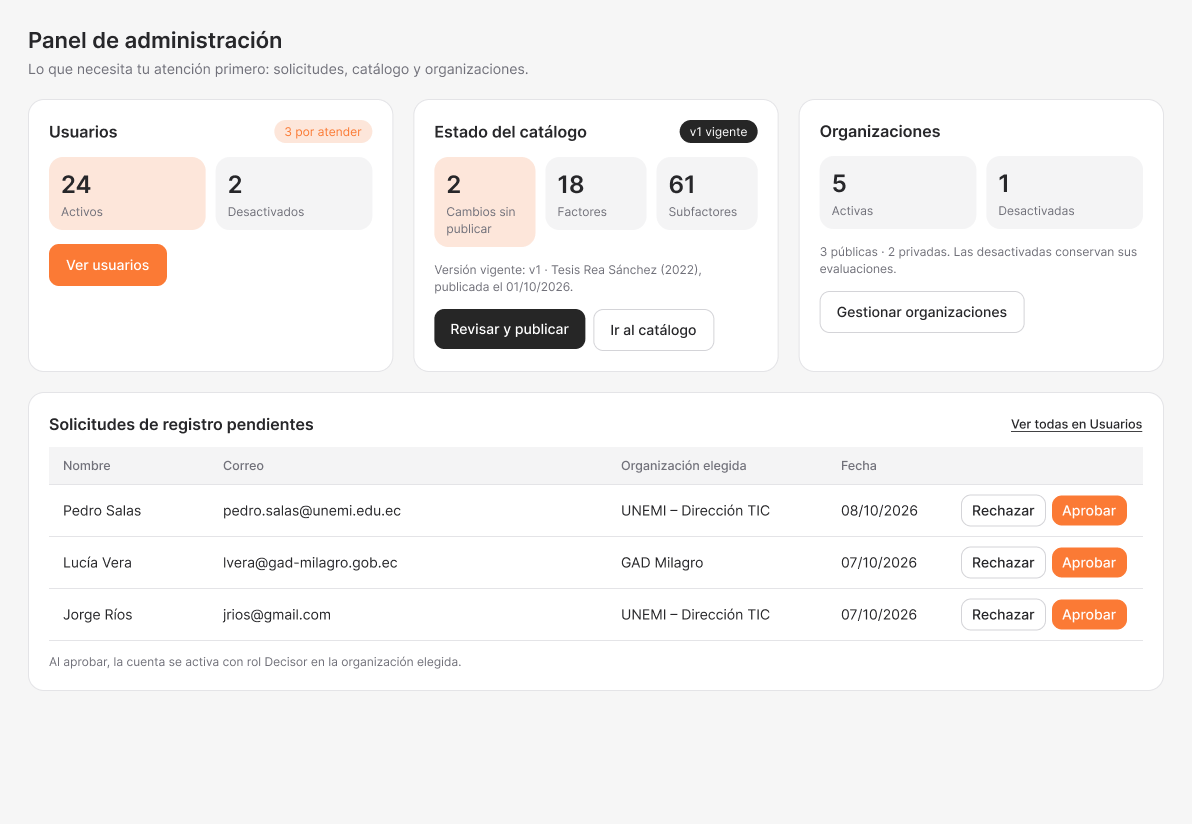 Panel de administración
Lo que necesita tu atención primero: solicitudes, catálogo y organizaciones.
Usuarios
3 por atender
24
Activos
2
Desactivados
Ver usuarios
Estado del catálogo
v1 vigente
2
Cambios sin
publicar
18
Factores
61
Subfactores
Versión vigente: v1 · Tesis Rea Sánchez (2022),
publicada el 01/10/2026.
Revisar y publicar
Ir al catálogo
Organizaciones
5
Activas
1
Desactivadas
3 públicas · 2 privadas. Las desactivadas conservan sus
evaluaciones.
Gestionar organizaciones
Solicitudes de registro pendientes
Ver todas en Usuarios
Nombre Correo Organización elegida Fecha
Pedro Salas pedro.salas@unemi.edu.ec UNEMI – Dirección TIC 08/10/2026 Rechazar Aprobar
Lucía Vera lvera@gad-milagro.gob.ec GAD Milagro 07/10/2026 Rechazar Aprobar
Jorge Ríos jrios@gmail.com UNEMI – Dirección TIC 07/10/2026 Rechazar Aprobar
Al aprobar, la cuenta se activa con rol Decisor en la organización elegida.